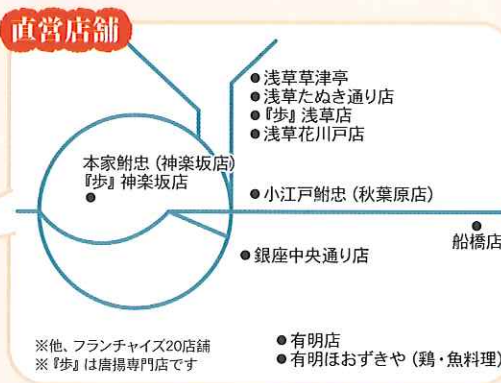 直営店舗
浅草草津亭
浅草たぬき通り店
『歩』浅草店
浅草花川戸店
本家鮒忠（神楽坂店）
『歩』神楽坂店
小江戸鮒忠（秋葉原店）
船橋店
銀座中央通り店
※他、フランチャイズ20店舗
※『歩』は唐揚専門店です
有明店
有明ほおずきや（鶏・魚料理）